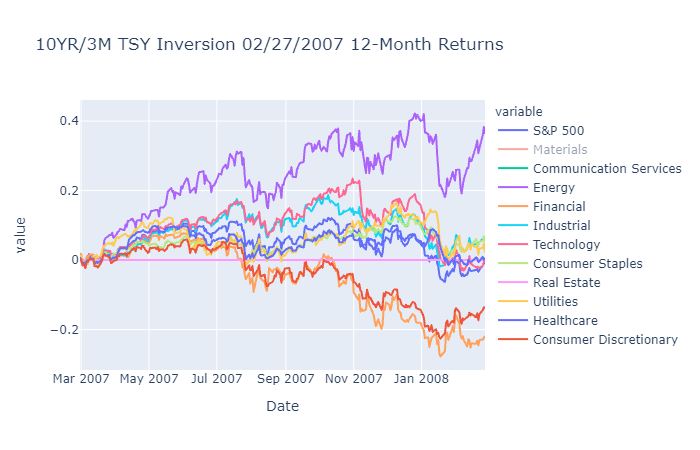 10YR/3M TSY Inversion 02/27/2007 12-Month Returns
variable
S&P 500
Materials
Communication Services
Energy
Financial
Industrial
Technology
Consumer Staples
Real Estate
Utilities
Healthcare
Consumer Discretionary
value
0.4
0.2
0
−0.2
Mar 2007 May 2007 Jul 2007 Sep 2007 Nov 2007 Jan 2008
Date